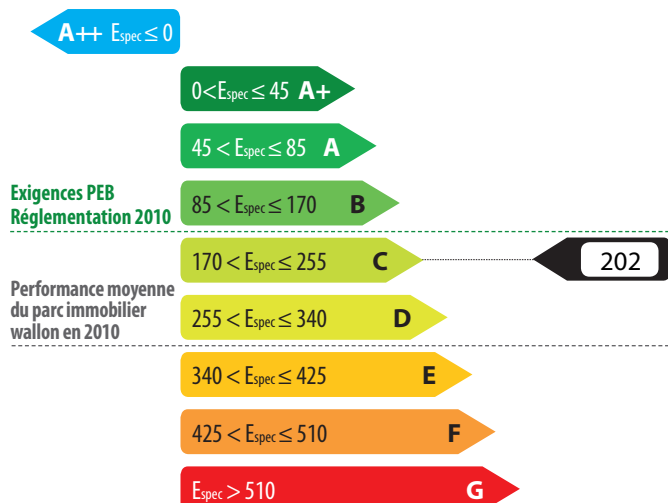 A++ Espec ≤ 0
0<Espec ≤ 45 A+
45 < Espec ≤ 85 A
Exigences PEB
Réglementation 2010
85 < Espec ≤ 170 B
170 < Espec ≤ 255 C
202
Performance moyenne
du parc immobilier
wallon en 2010
255 < Espec ≤ 340 D
340 < Espec ≤ 425 E
425 < Espec ≤ 510 F
Espec > 510 G